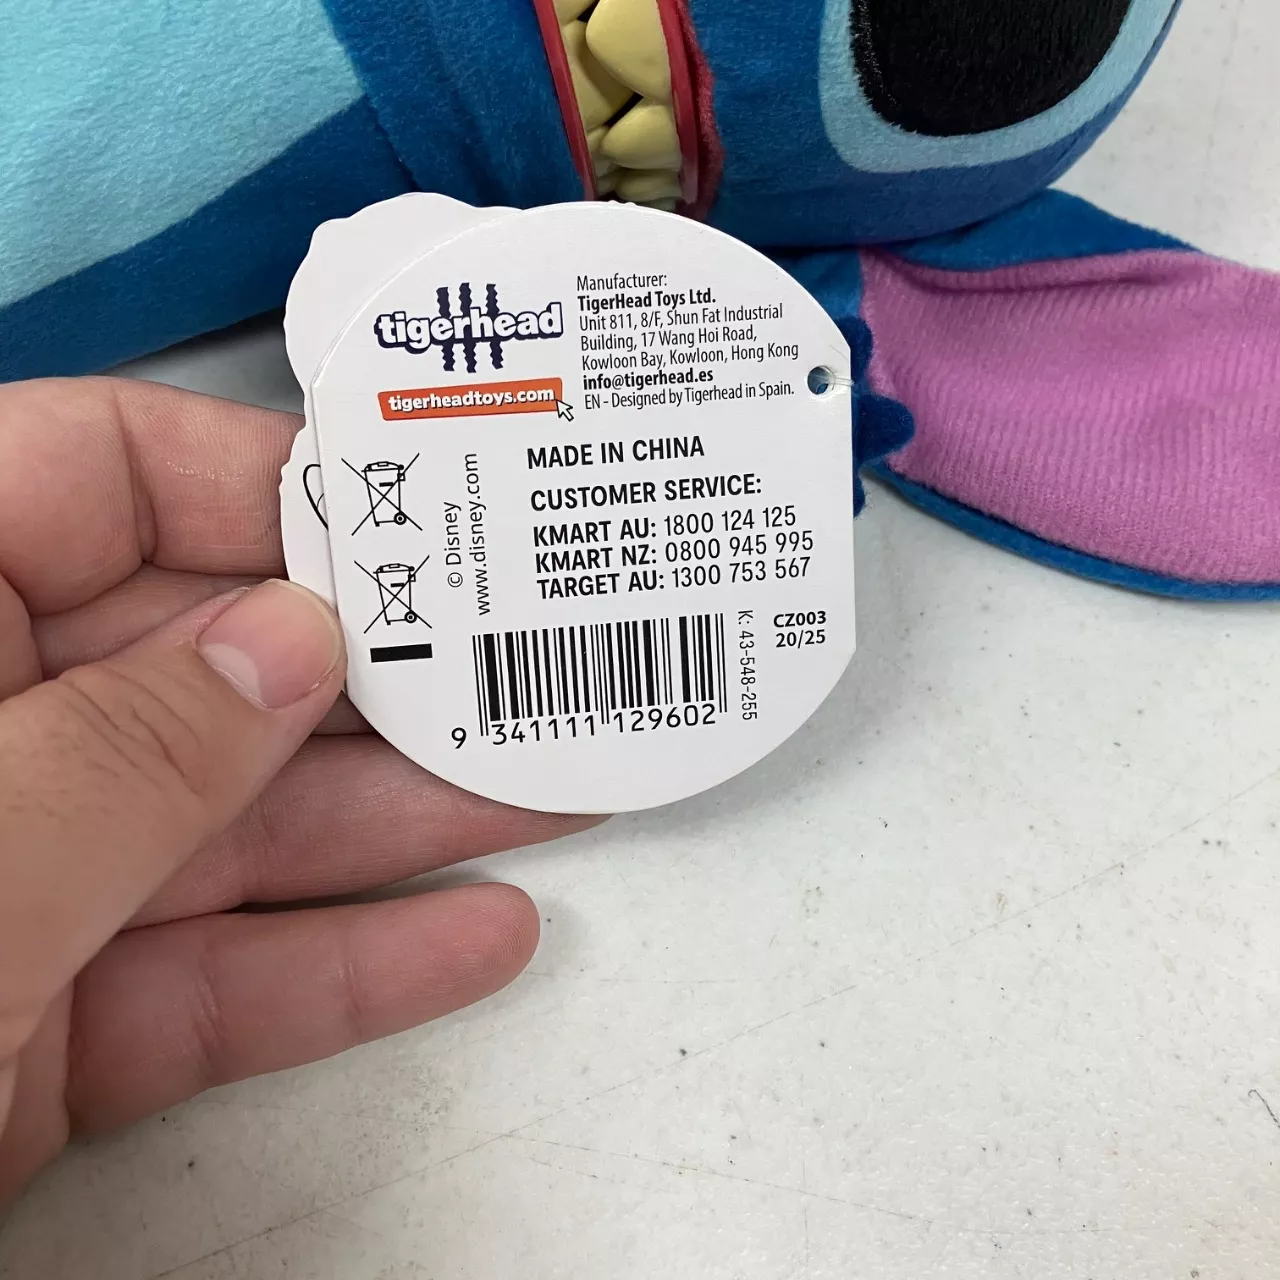 tigerhead
tigerheadtoys.com
Manufacturer:
TigerHead Toys Ltd.
Unit 811, 8/F, Shun Fat Industrial
Building, 17 Wang Hoi Road,
Kowloon Bay, Kowloon, Hong Kong
info@tigerhead.es
EN - Designed by Tigerhead in Spain.
MADE IN CHINA
CUSTOMER SERVICE:
KMART AU: 1800 124 125
KMART NZ: 0800 945 995
TARGET AU: 1300 753 567
© Disney
www.disney.com
9 341111 129602
K: 43-548-255
CZ003
20/25